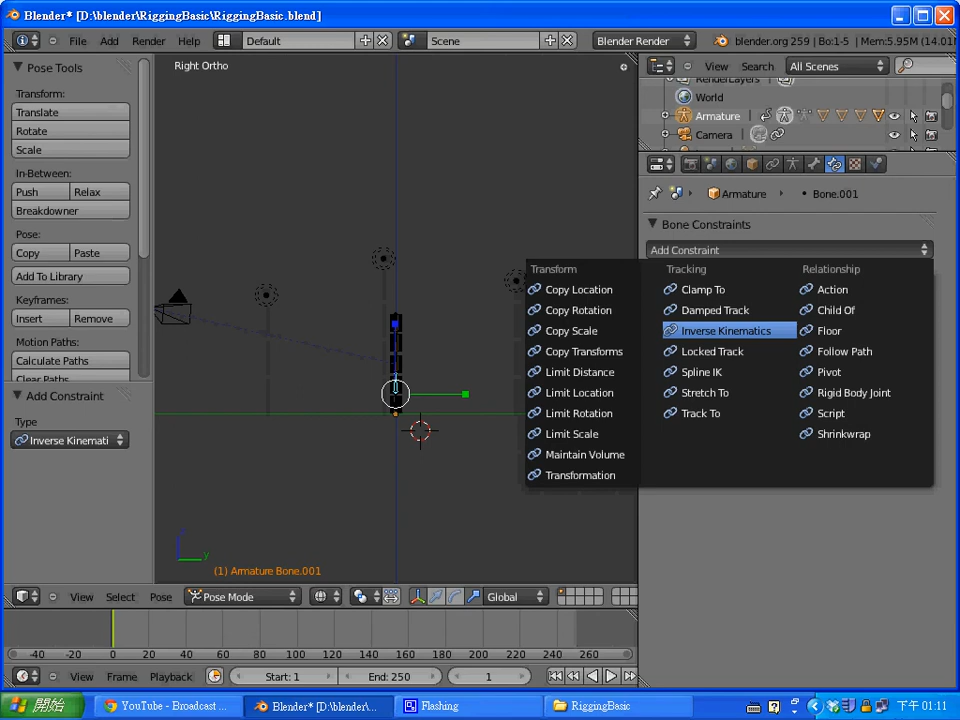 Blender* [D:\blender\RiggingBasic\RiggingBasic.blend]
File Add Render Help Default Scene Blender Render blender.org 259 | Bo:1-5 | Mem:5.95M (14.01
Pose Tools
Transform:
Translate
Rotate
Scale
In-Between:
Push Relax
Breakdowner
Pose:
Copy Paste
Add To Library
Keyframes:
Insert Remove
Motion Paths:
Calculate Paths
Clear Paths
Add Constraint
Type
Inverse Kinemati
Right Ortho
z
y
(1) Armature Bone.001
View Search All Scenes
RenderLayers
World
Armature
Camera
Armature Bone.001
Bone Constraints
Add Constraint
Transform
Copy Location
Copy Rotation
Copy Scale
Copy Transforms
Limit Distance
Limit Location
Limit Rotation
Limit Scale
Maintain Volume
Transformation
Tracking
Clamp To
Damped Track
Inverse Kinematics
Locked Track
Spline IK
Stretch To
Track To
Relationship
Action
Child Of
Floor
Follow Path
Pivot
Rigid Body Joint
Script
Shrinkwrap
View Select Pose Pose Mode Global
-40 -20 0 20 40 60 80 100 120 140 160 180 200 220 240 260
View Frame Playback Start: 1 End: 250 1
開始 YouTube - Broadcast ... Blender* [D:\blender\... Flashing RiggingBasic 下午 01:11